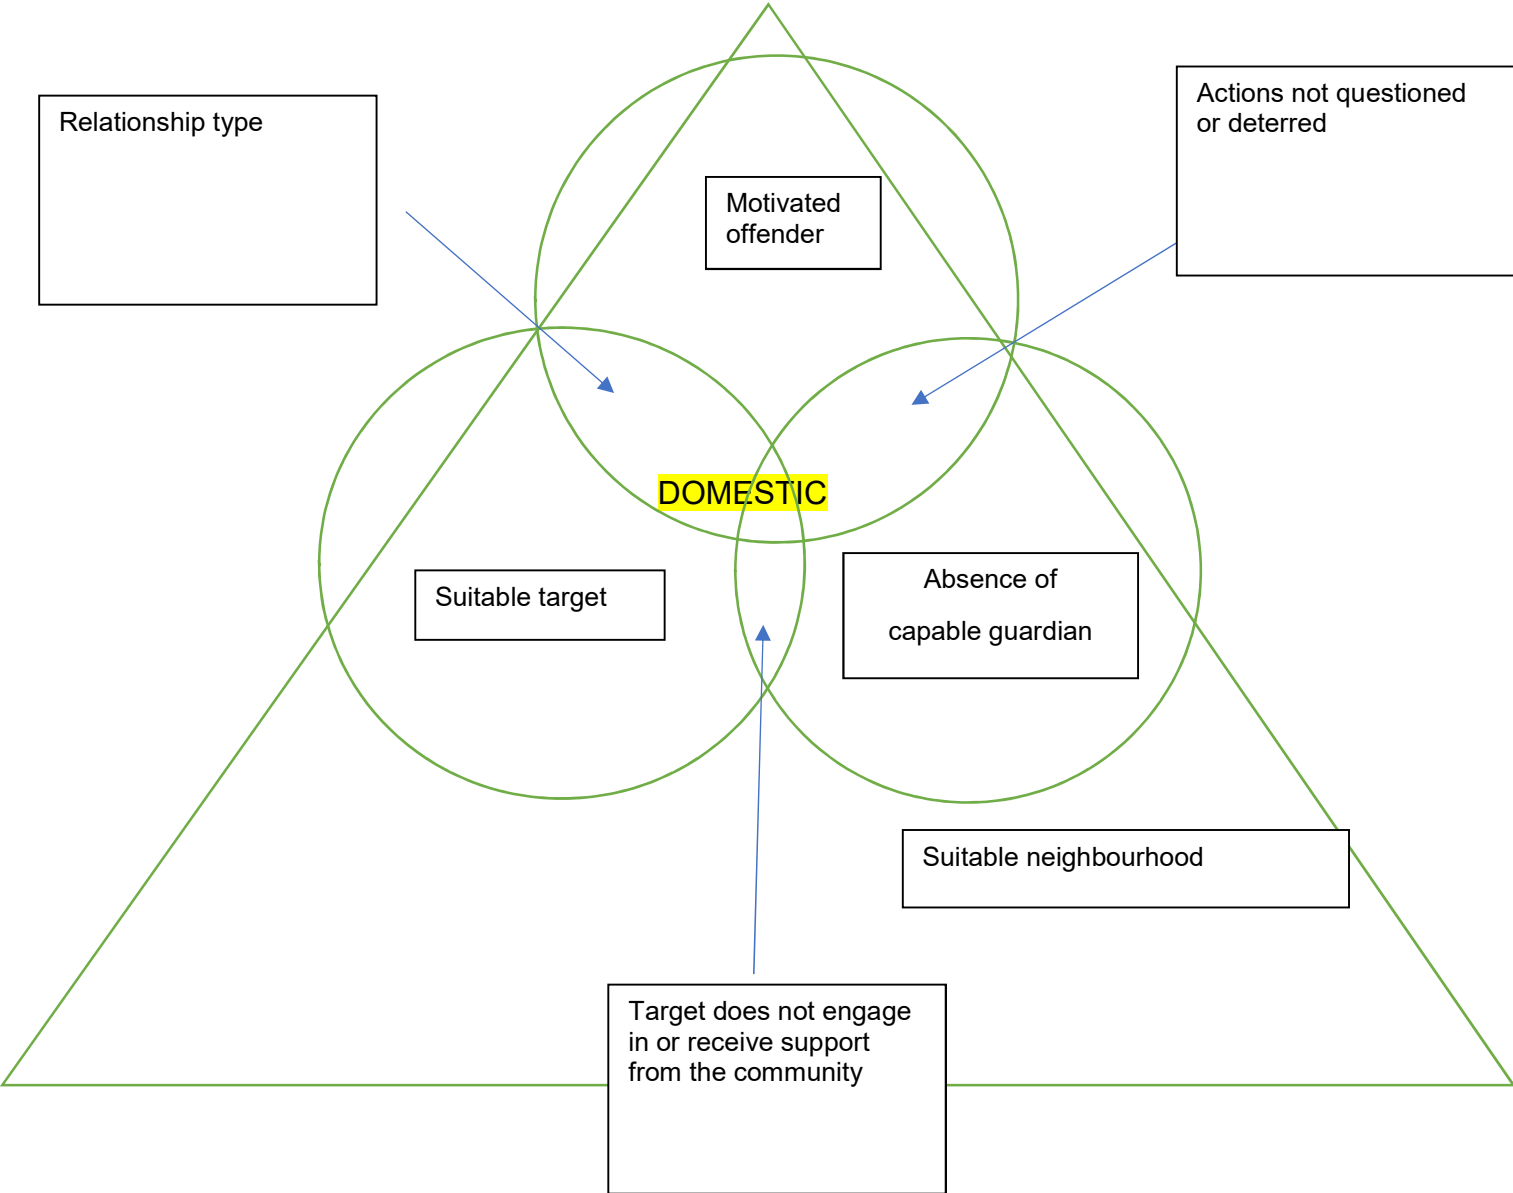 Relationship type
Actions not questioned
or deterred
Motivated
offender
DOMESTIC
Suitable target
Absence of
capable guardian
Suitable neighbourhood
Target does not engage
in or receive support
from the community